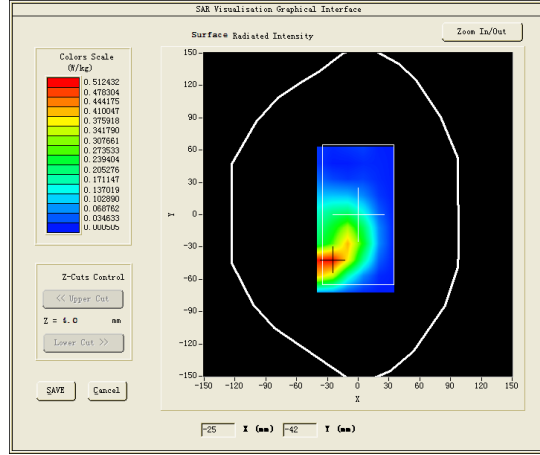 SAR Visualisation Graphical Interface
Surface Radiated Intensity
Zoom In/Out
Colors Scale
(W/kg)
0.512432
0.478304
0.444175
0.410047
0.375918
0.341790
0.307661
0.273533
0.239404
0.205276
0.171147
0.137019
0.102890
0.068762
0.034633
0.000505
150
120
90
60
30
0
-30
-60
-90
-120
-150
Y
-150 -120 -90 -60 -30 0 30 60 90 120 150
X
Z-Cuts Control
<< Upper Cut
Z = 4.0 mm
Lower Cut >>
SAVE Cancel
-25 X (mm) -42 Y (mm)